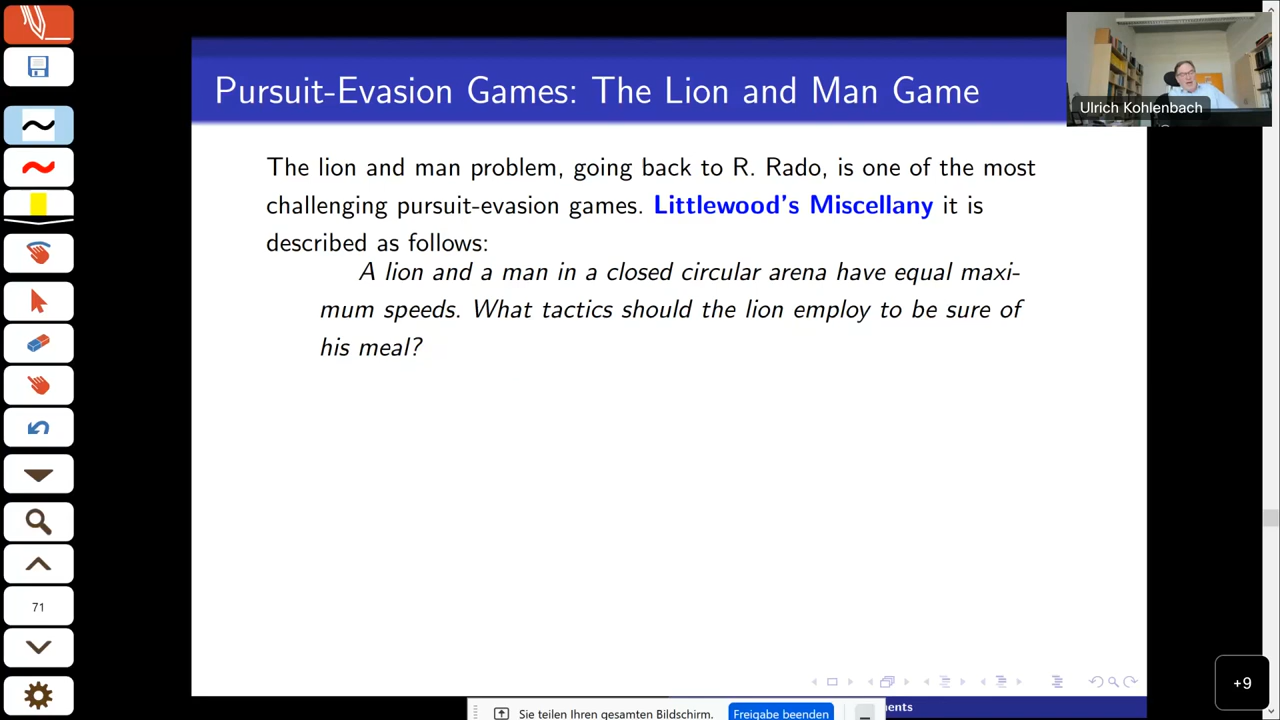 Pursuit-Evasion Games: The Lion and Man Game
Ulrich Kohlenbach
The lion and man problem, going back to R. Rado, is one of the most
challenging pursuit-evasion games. Littlewood's Miscellany it is
described as follows:
A lion and a man in a closed circular arena have equal maxi-
mum speeds. What tactics should the lion employ to be sure of
his meal?
71
+9
ments
Sie teilen Ihren gesamten Bildschirm.
Freigabe beenden